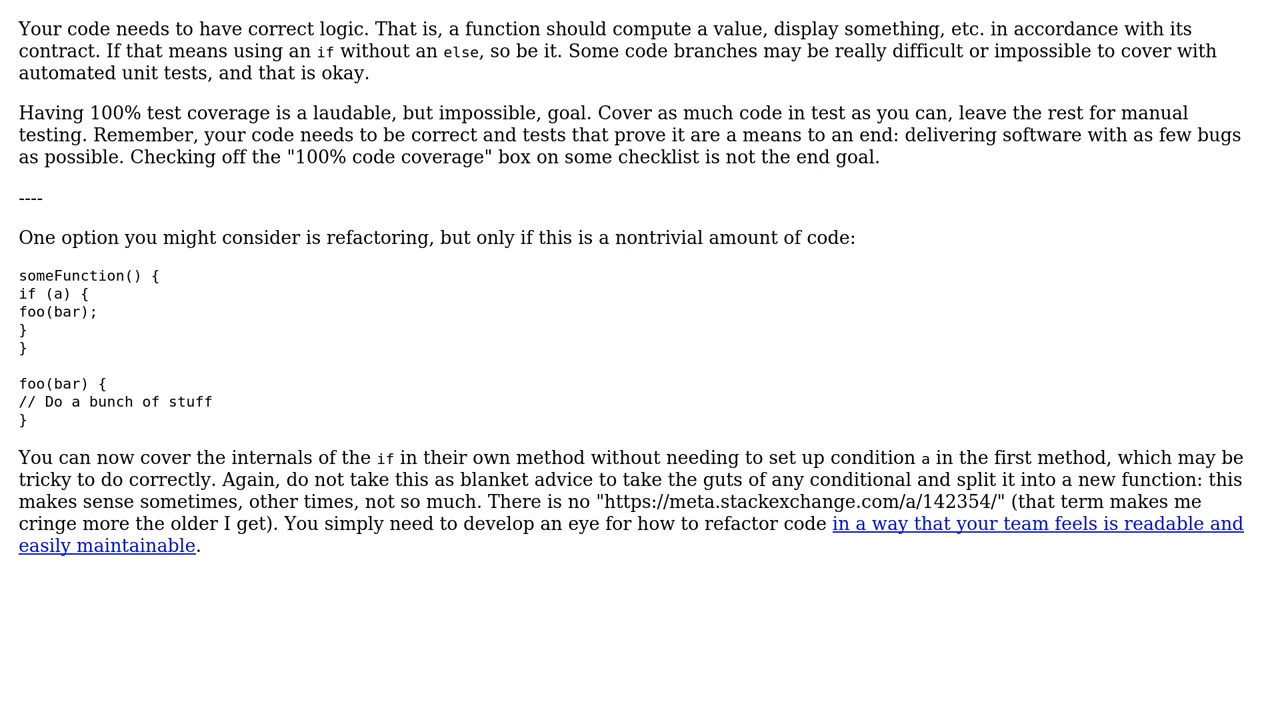 Your code needs to have correct logic. That is, a function should compute a value, display something, etc. in accordance with its
contract. If that means using an if without an else, so be it. Some code branches may be really difficult or impossible to cover with
automated unit tests, and that is okay.
Having 100% test coverage is a laudable, but impossible, goal. Cover as much code in test as you can, leave the rest for manual
testing. Remember, your code needs to be correct and tests that prove it are a means to an end: delivering software with as few bugs
as possible. Checking off the "100% code coverage" box on some checklist is not the end goal.
----
One option you might consider is refactoring, but only if this is a nontrivial amount of code:
someFunction() {
if (a) {
foo(bar);
}
}
foo(bar) {
// Do a bunch of stuff
}
You can now cover the internals of the if in their own method without needing to set up condition a in the first method, which may be
tricky to do correctly. Again, do not take this as blanket advice to take the guts of any conditional and split it into a new function: this
makes sense sometimes, other times, not so much. There is no "https://meta.stackexchange.com/a/142354/" (that term makes me
cringe more the older I get). You simply need to develop an eye for how to refactor code in a way that your team feels is readable and
easily maintainable.